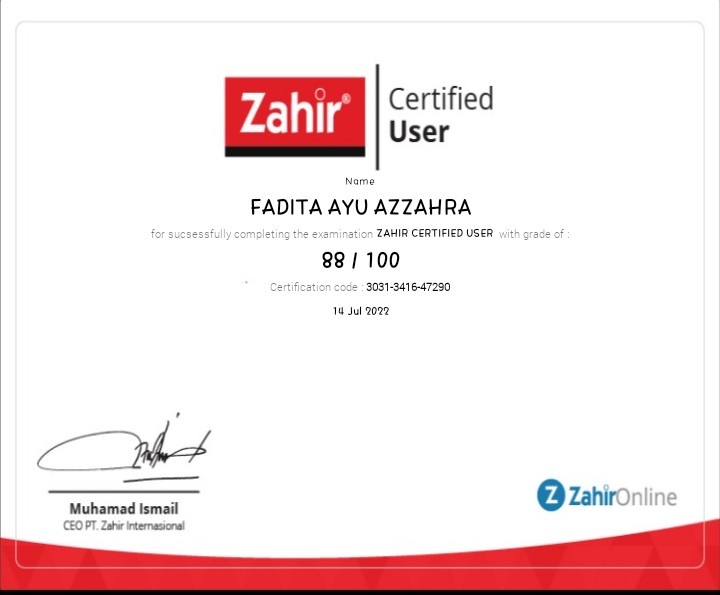 Zahir®
Certified
User
Name
FADITA AYU AZZAHRA
for sucsessfully completing the examination ZAHIR CERTIFIED USER with grade of :
88 / 100
Certification code : 3031-3416-47290
14 Jul 2022
Muhamad Ismail
CEO PT. Zahir Internasional
Z ZahirOnline